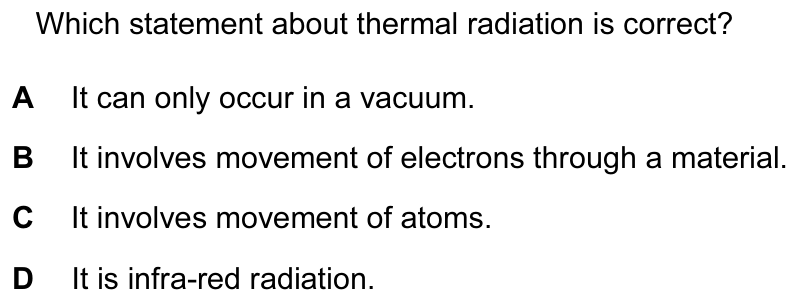 Which statement about thermal radiation is correct?
A It can only occur in a vacuum.
B It involves movement of electrons through a material.
C It involves movement of atoms.
D It is infra-red radiation.